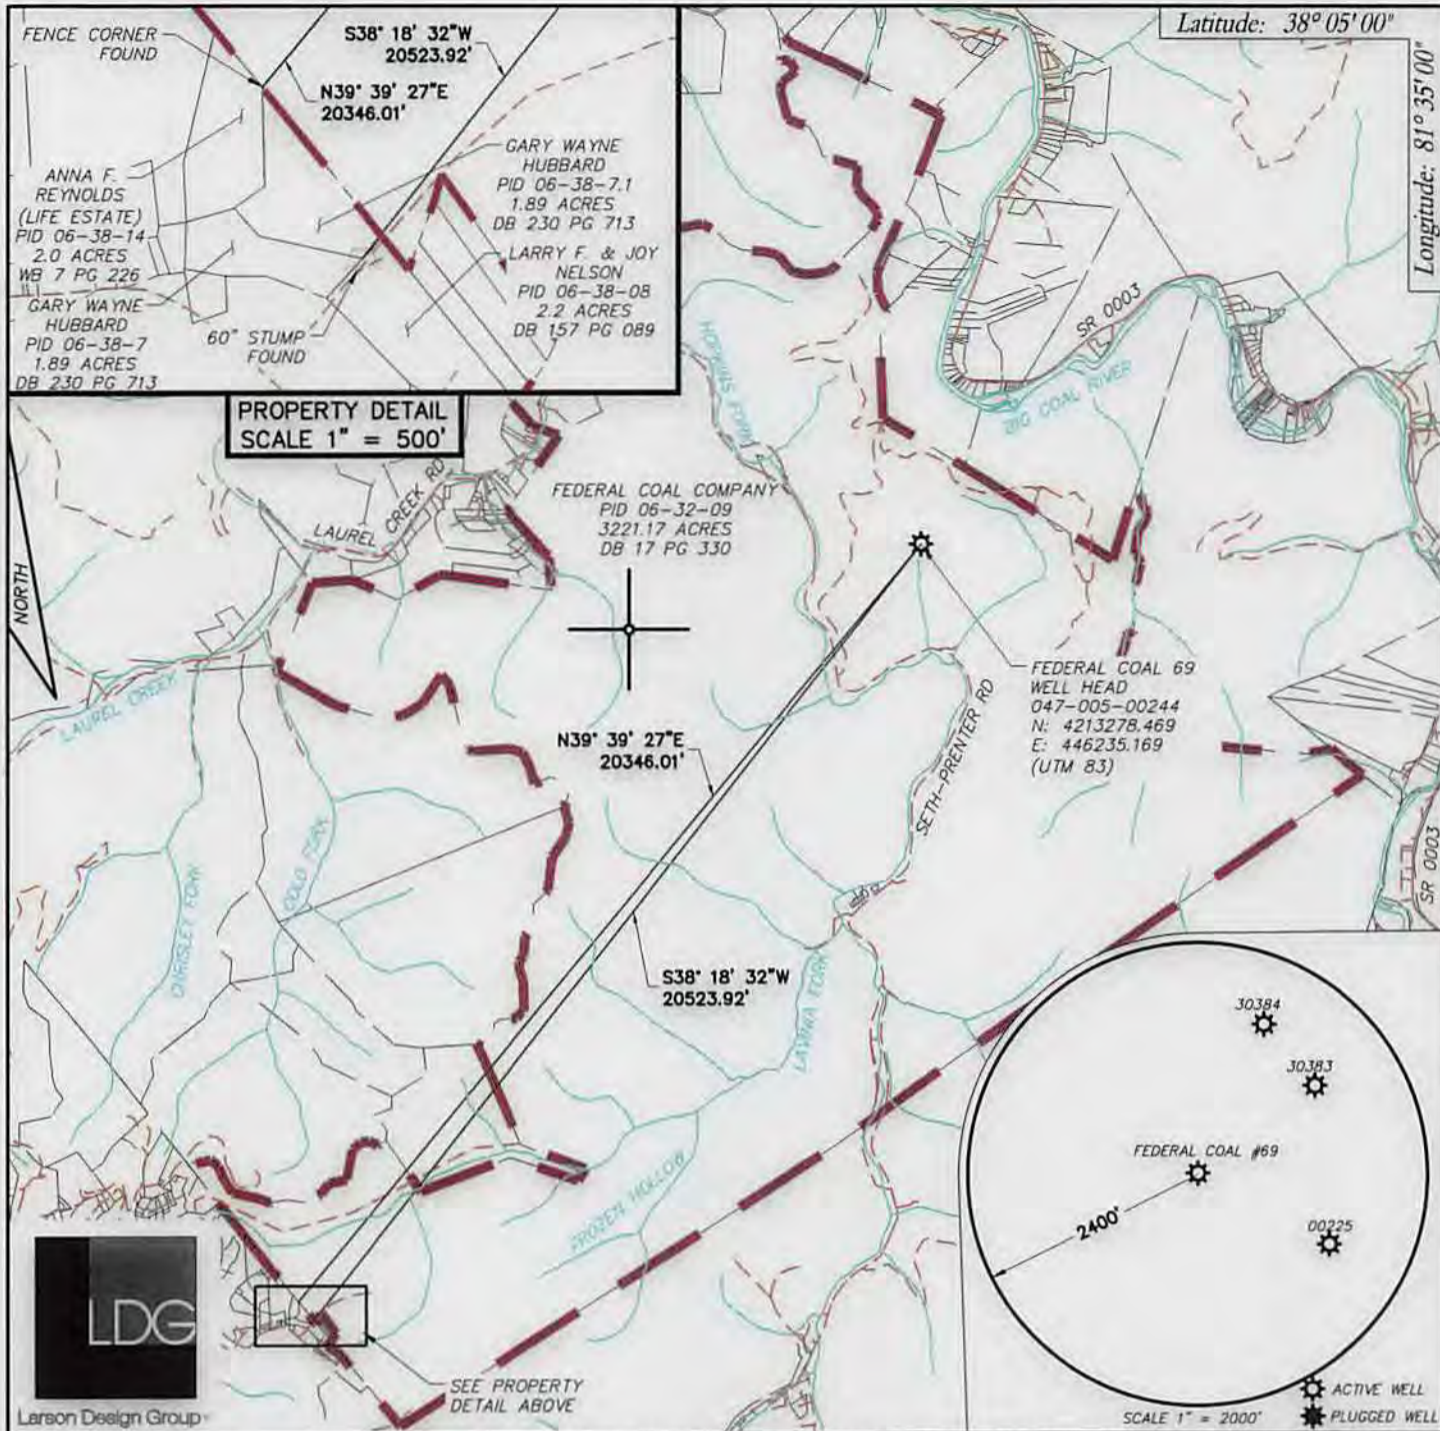 Latitude: 38° 05' 00"
Longitude: 81° 35' 00"
FENCE CORNER
FOUND
S38° 18' 32"W
20523.92'
N39° 39' 27"E
20346.01'
GARY WAYNE
HUBBARD
PID 06-38-7.1
1.89 ACRES
DB 230 PG 713
ANNA F.
REYNOLDS
(LIFE ESTATE)
PID 06-38-14
2.0 ACRES
WB 7 PG 226
LARRY F. & JOY
NELSON
PID 06-38-08
2.2 ACRES
DB 157 PG 089
GARY WAYNE
HUBBARD
PID 06-38-7
1.89 ACRES
DB 230 PG 713
60" STUMP
FOUND
PROPERTY DETAIL
SCALE 1" = 500'
SR 0003
BIG COAL RIVER
HOPKINS FORK
LAUREL CREEK RD
FEDERAL COAL COMPANY
PID 06-32-09
3221.17 ACRES
DB 17 PG 330
NORTH
LAUREL CREEK
FEDERAL COAL 69
WELL HEAD
047-005-00244
N: 4213278.469
E: 446235.169
(UTM 83)
SETH-PRENTER RD
N39° 39' 27"E
20346.01'
COLD FORK
FORK
SR 0003
S38° 18' 32"W
20523.92'
FORK
FROZEN HOLLOW
30384
30383
FEDERAL COAL #69
2400'
00225
LDG
Larson Design Group
SEE PROPERTY
DETAIL ABOVE
SCALE 1" = 2000'
ACTIVE WELL
PLUGGED WELL